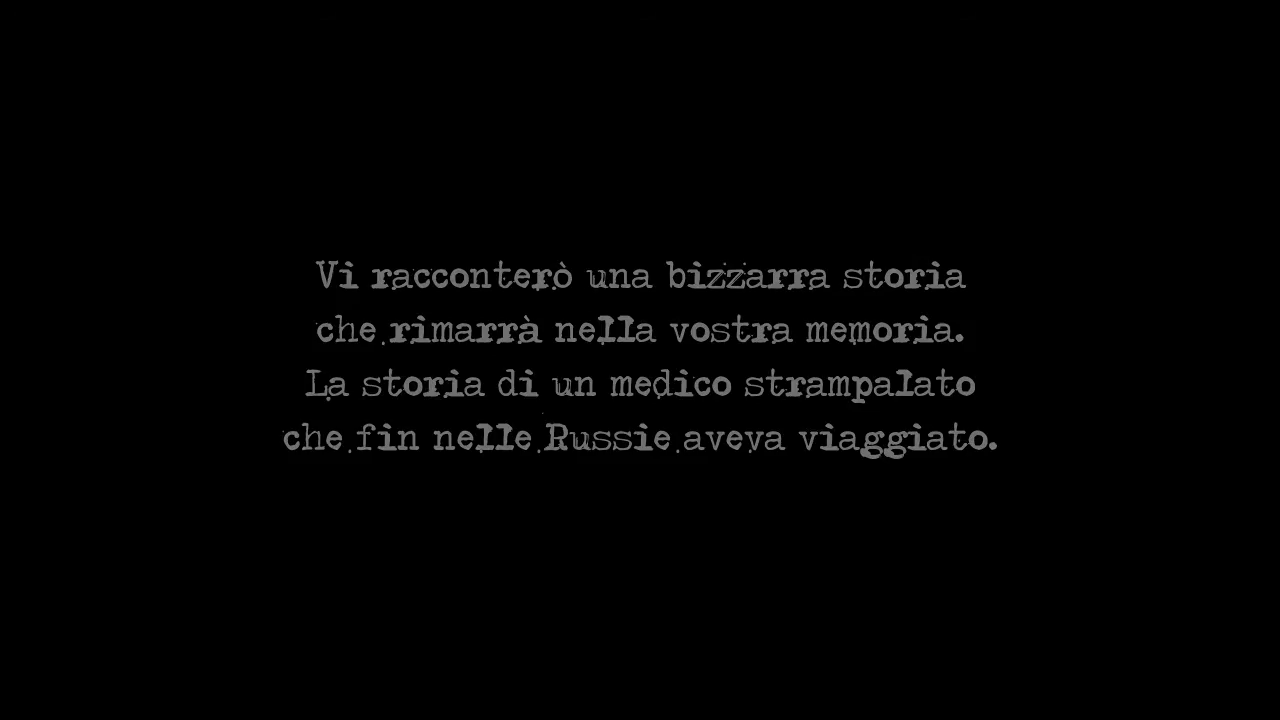 Vi racconterò una bizzarra storia
che rimarrà nella vostra memoria.
La storia di un medico strampalato
che fin nelle Russie aveva viaggiato.